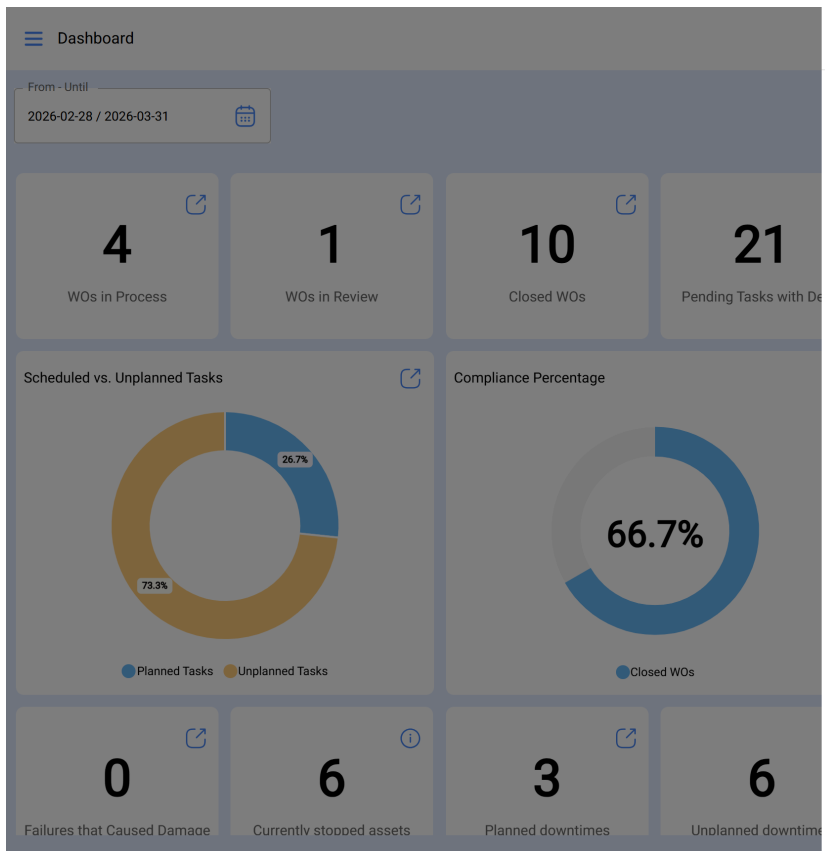 Dashboard
From - Until
2026-02-28 / 2026-03-31
4
WOs in Process
1
WOs in Review
10
Closed WOs
21
Pending Tasks with De
Scheduled vs. Unplanned Tasks
26.7%
73.3%
Planned Tasks Unplanned Tasks
Compliance Percentage
66.7%
Closed WOs
0
Failures that Caused Damage
6
Currently stopped assets
3
Planned downtimes
6
Unplanned downtime